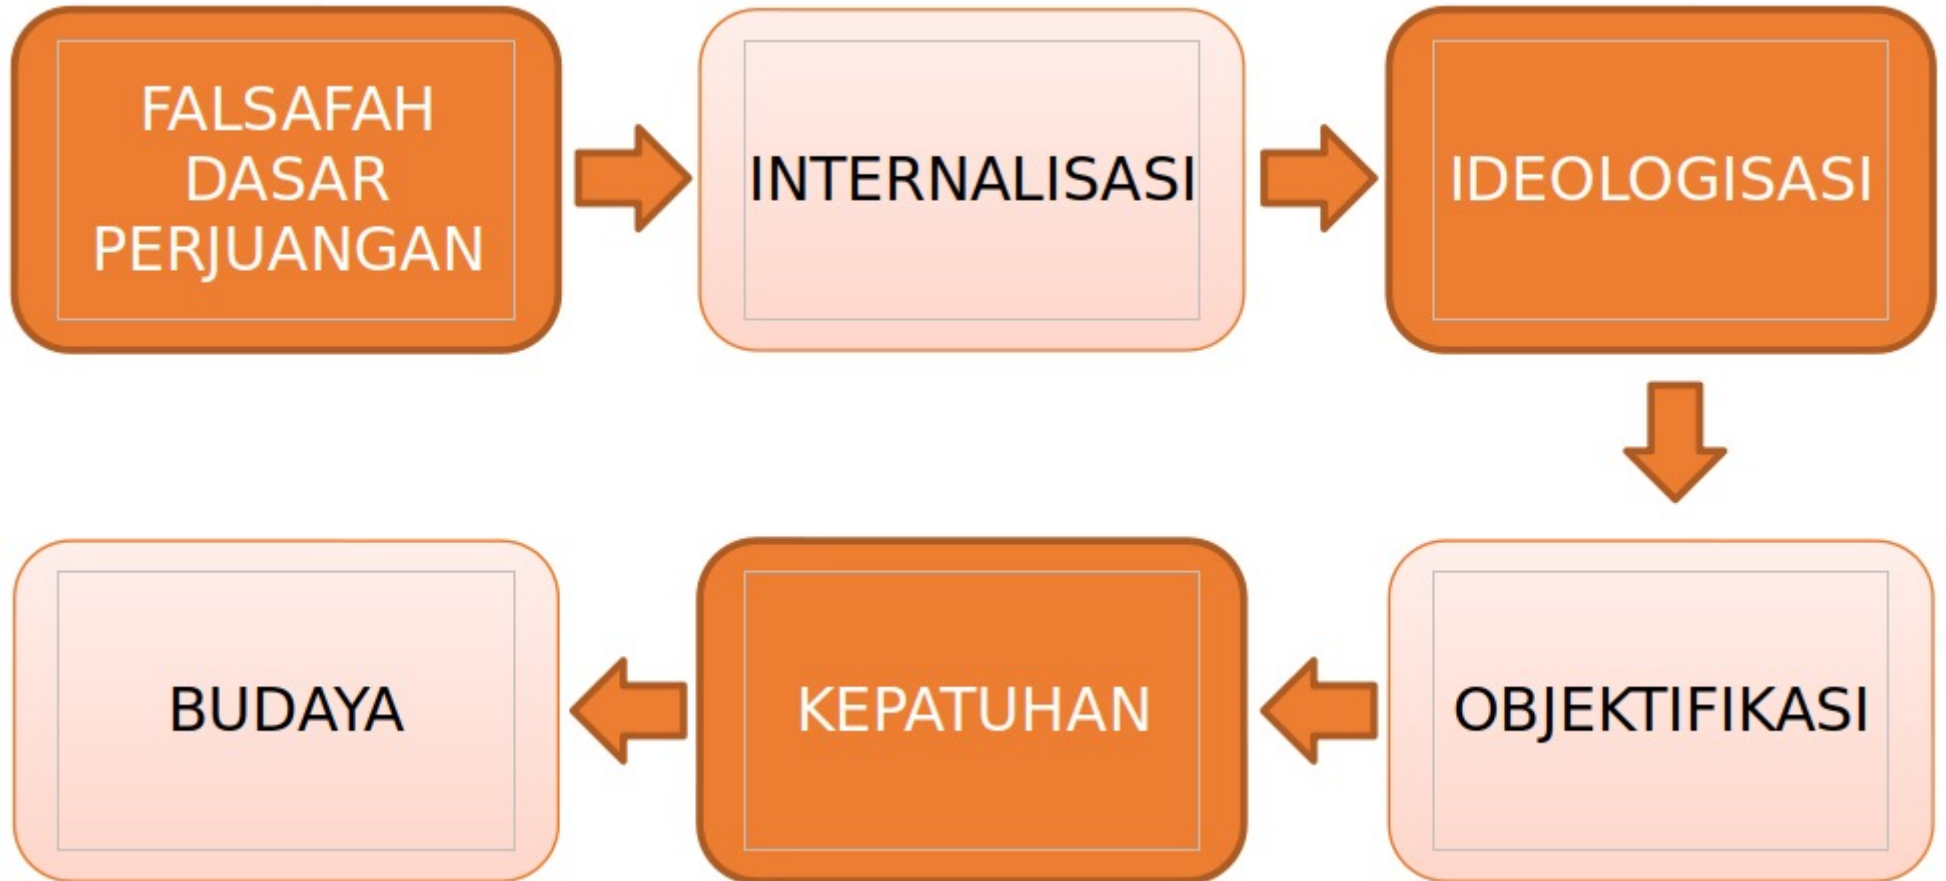 FALSAFAH
DASAR
PERJUANGAN
INTERNALISASI
IDEOLOGISASI
OBJEKTIFIKASI
KEPATUHAN
BUDAYA